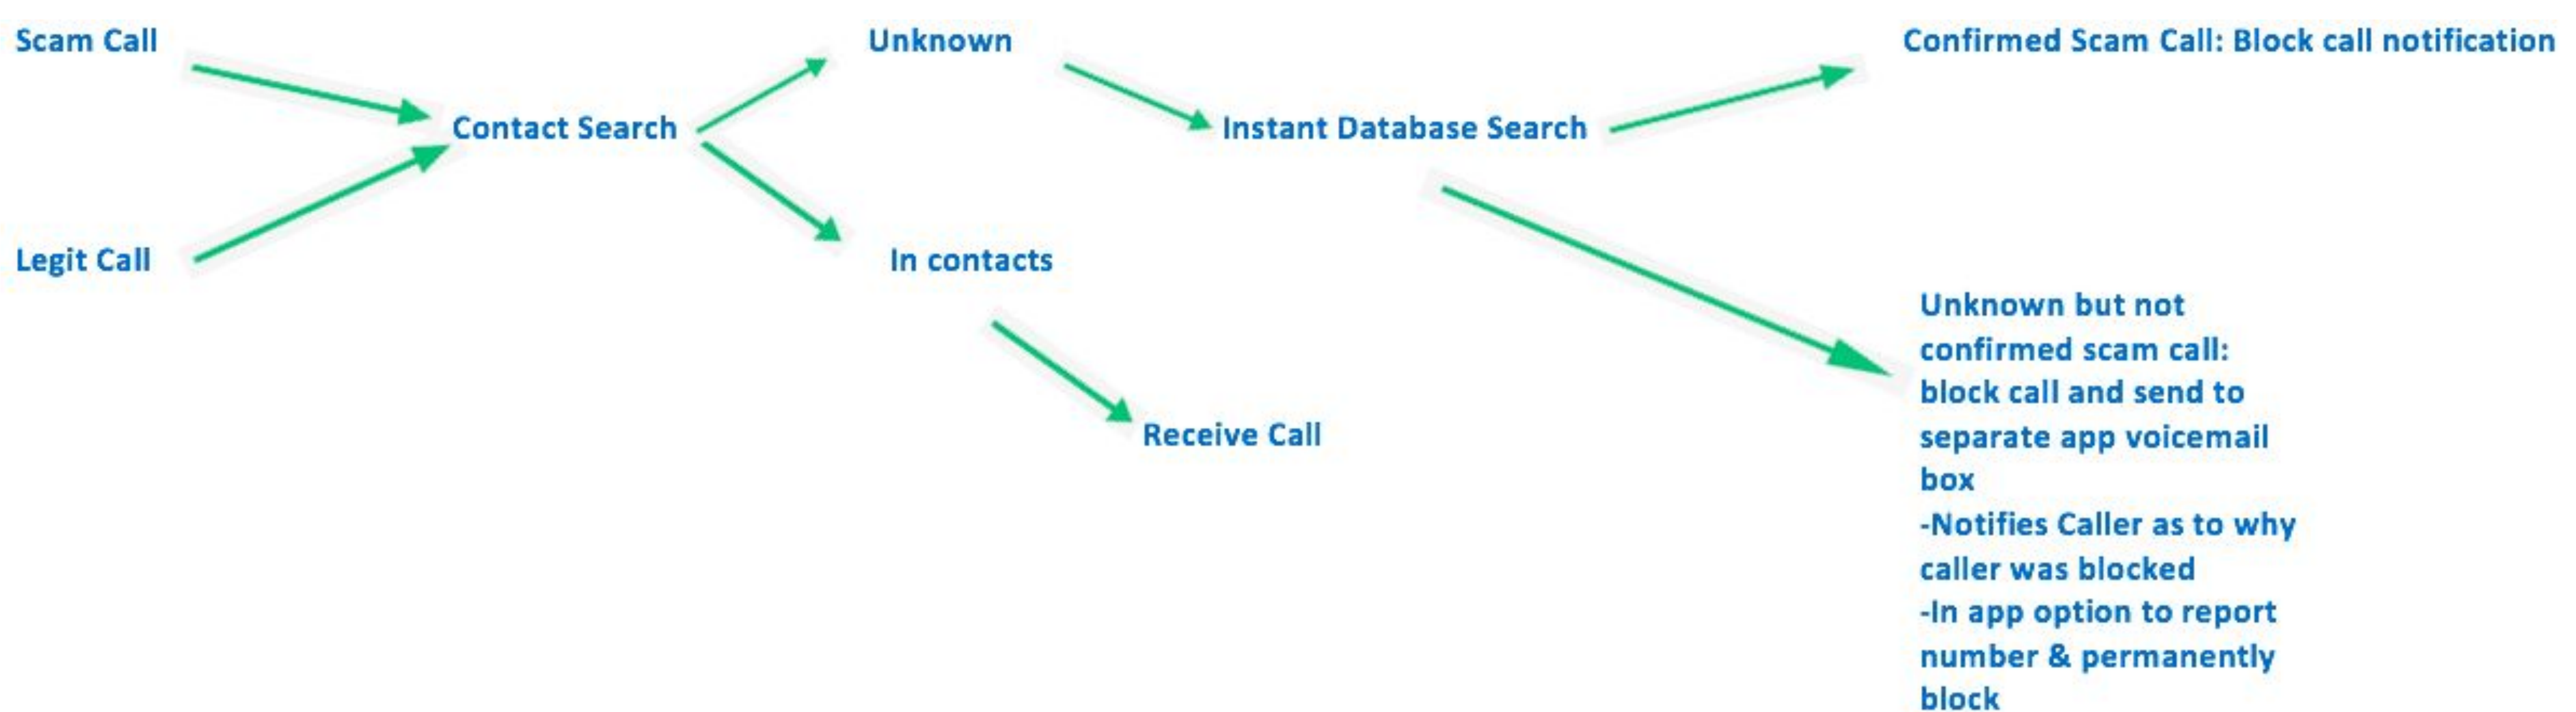 Scam Call
Unknown
Confirmed Scam Call: Block call notification
Contact Search
Instant Database Search
Legit Call
In contacts
Receive Call
Unknown but not
confirmed scam call:
block call and send to
separate app voicemail
box
-Notifies Caller as to why
caller was blocked
-In app option to report
number & permanently
block